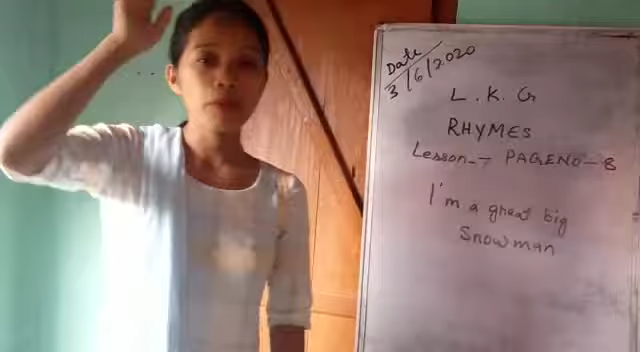 Date
3/6/2020
L.K.G
RHYMES
Lesson-7 PAGENO-8
I'm a great big
Snowman